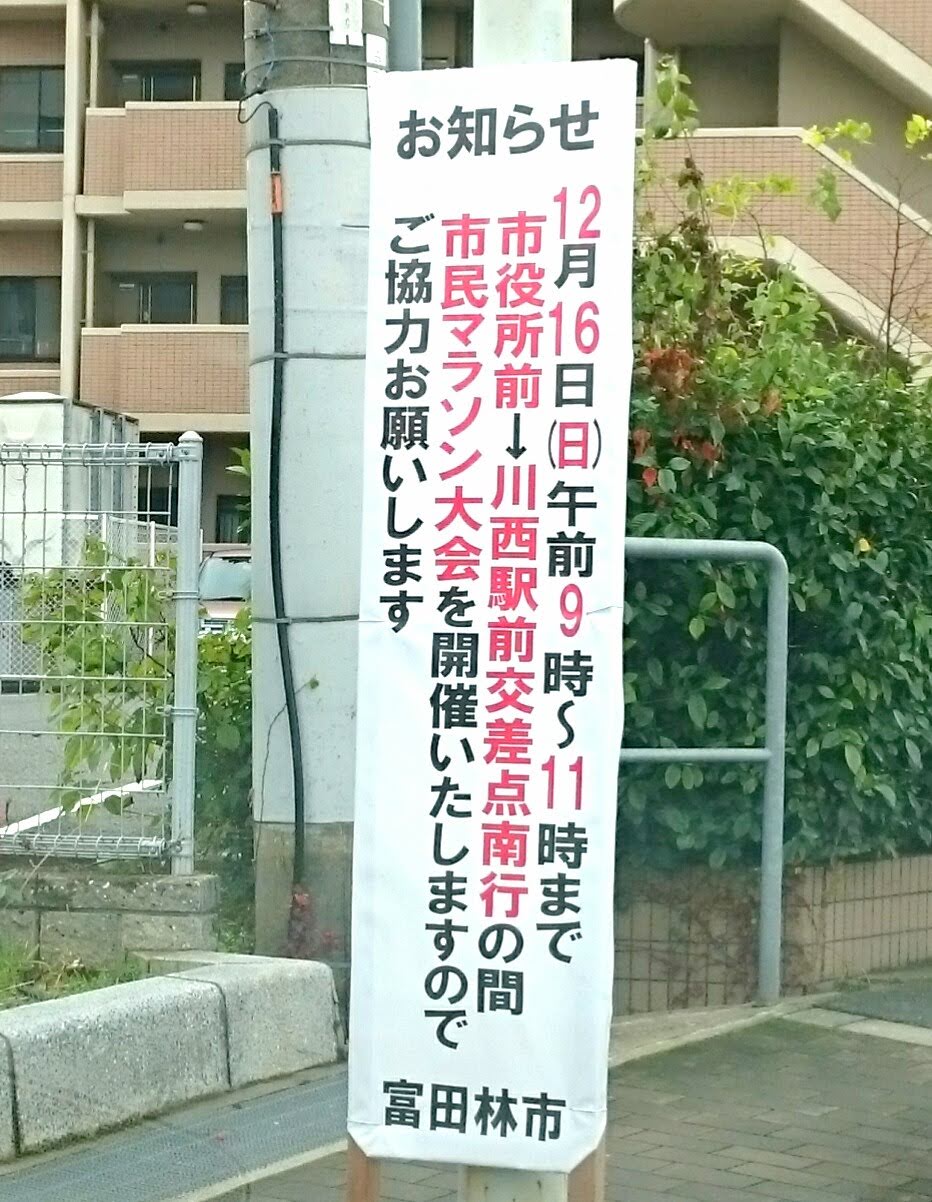 お知らせ
12月16日(日)午前9時～11時まで
市役所前→川西駅前交差点南行の間
市民マラソン大会を開催いたしますので
ご協力お願いします
富田林市